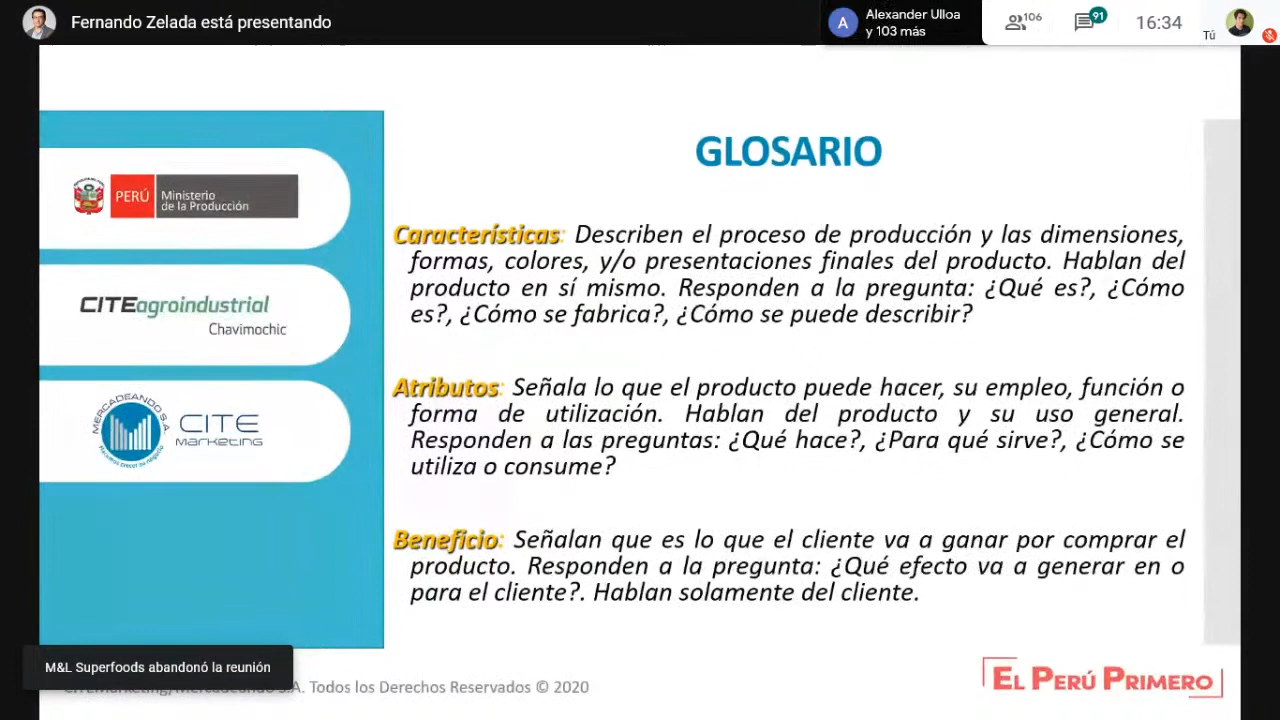 Fernando Zelada está presentando
A
Alexander Ulloa
y 103 más
106
91
16:34
Tú
PERÚ
Ministerio
de la Producción
CITEagroindustrial
Chavimochic
MERCADEANDO S.A.
CITE
marketing
GLOSARIO
Características: Describen el proceso de producción y las dimensiones,
formas, colores, y/o presentaciones finales del producto. Hablan del
producto en sí mismo. Responden a la pregunta: ¿Qué es?, ¿Cómo
es?, ¿Cómo se fabrica?, ¿Cómo se puede describir?
Atributos: Señala lo que el producto puede hacer, su empleo, función o
forma de utilización. Hablan del producto y su uso general.
Responden a las preguntas: ¿Qué hace?, ¿Para qué sirve?, ¿Cómo se
utiliza o consume?
Beneficio: Señalan que es lo que el cliente va a ganar por comprar el
producto. Responden a la pregunta: ¿Qué efecto va a generar en o
para el cliente?. Hablan solamente del cliente.
M&L Superfoods abandonó la reunión
CITEMarketing/Mercadeando S.A. Todos los Derechos Reservados © 2020
EL PERÚ PRIMERO